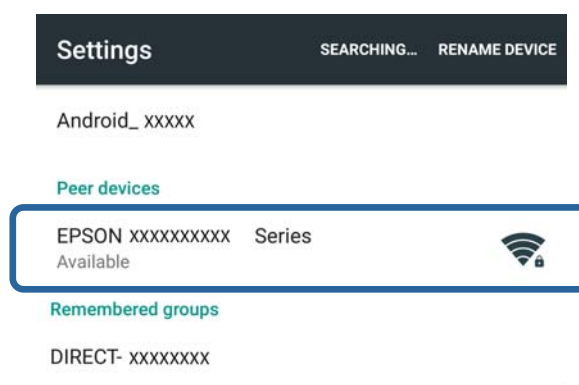 Settings SEARCHING... RENAME DEVICE
Android_ xxxxx
Peer devices
EPSON xxxxxxxxxx Series
Available
Remembered groups
DIRECT- xxxxxxxx